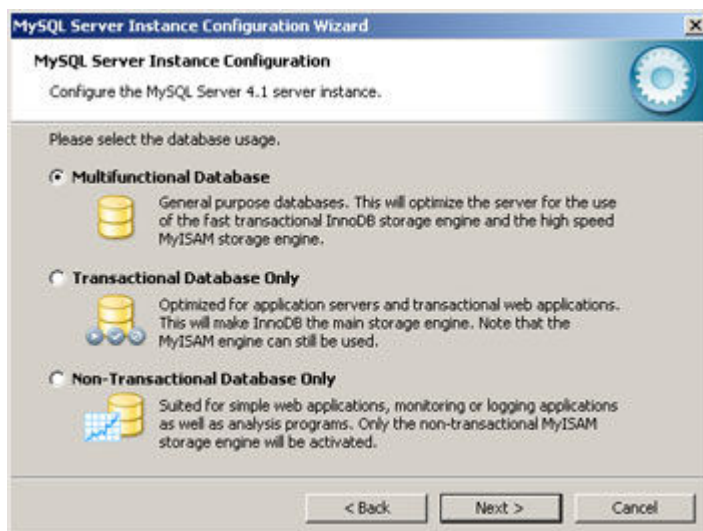 MySQL Server Instance Configuration Wizard
MySQL Server Instance Configuration
Configure the MySQL Server 4.1 server instance.
Please select the database usage.
Multifunctional Database
General purpose databases. This will optimize the server for the use
of the fast transactional InnoDB storage engine and the high speed
MyISAM storage engine.
Transactional Database Only
Optimized for application servers and transactional web applications.
This will make InnoDB the main storage engine. Note that the
MyISAM engine can still be used.
Non-Transactional Database Only
Suited for simple web applications, monitoring or logging applications
as well as analysis programs. Only the non-transactional MyISAM
storage engine will be activated.
< Back Next > Cancel